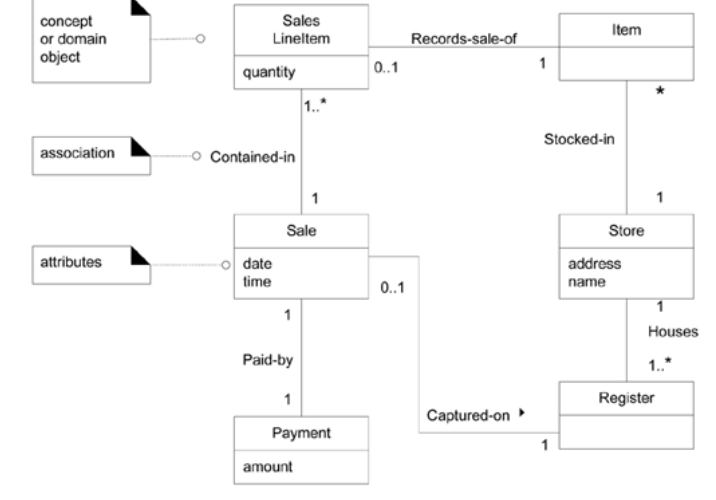 concept
or domain
object
Sales
LineItem
quantity
Records-sale-of
0..1
1
Item
*
1..*
association
Contained-in
Stocked-in
1
1
attributes
Sale
date
time
0..1
Store
address
name
1
1
Houses
Paid-by
1..*
1
Captured-on
Register
1
Payment
amount